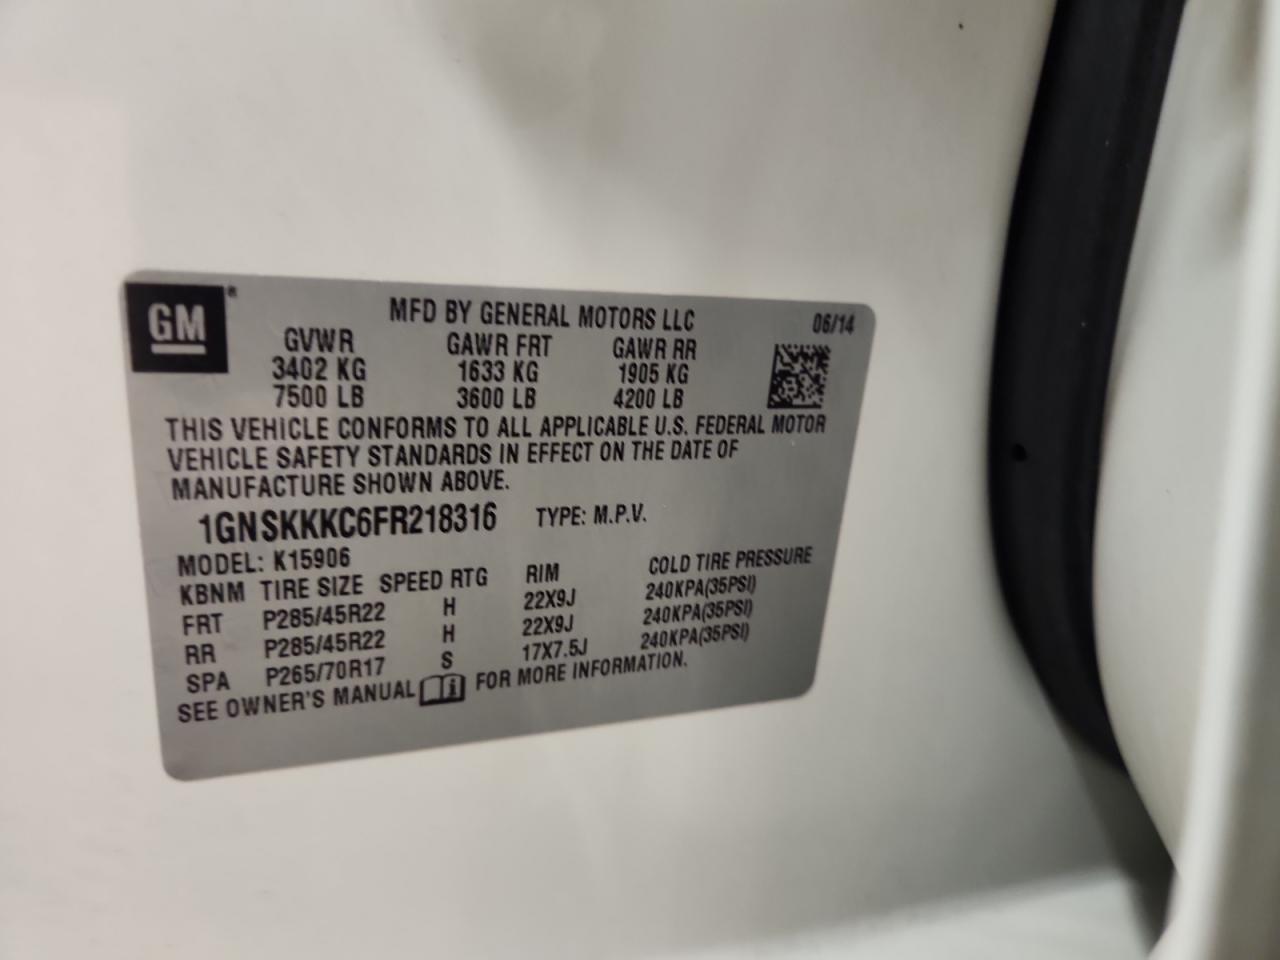 GM®
MFD BY GENERAL MOTORS LLC 06/14
GVWR GAWR FRT GAWR RR
3402 KG 1633 KG 1905 KG
7500 LB 3600 LB 4200 LB
THIS VEHICLE CONFORMS TO ALL APPLICABLE U.S. FEDERAL MOTOR
VEHICLE SAFETY STANDARDS IN EFFECT ON THE DATE OF
MANUFACTURE SHOWN ABOVE.
1GNSKKKC6FR218316 TYPE: M.P.V.
MODEL: K15906
KBNM TIRE SIZE SPEED RTG RIM COLD TIRE PRESSURE
FRT P285/45R22 H 22X9J 240KPA(35PSI)
RR P285/45R22 H 22X9J 240KPA(35PSI)
SPA P265/70R17 S 17X7.5J 240KPA(35PSI)
SEE OWNER'S MANUAL i FOR MORE INFORMATION.